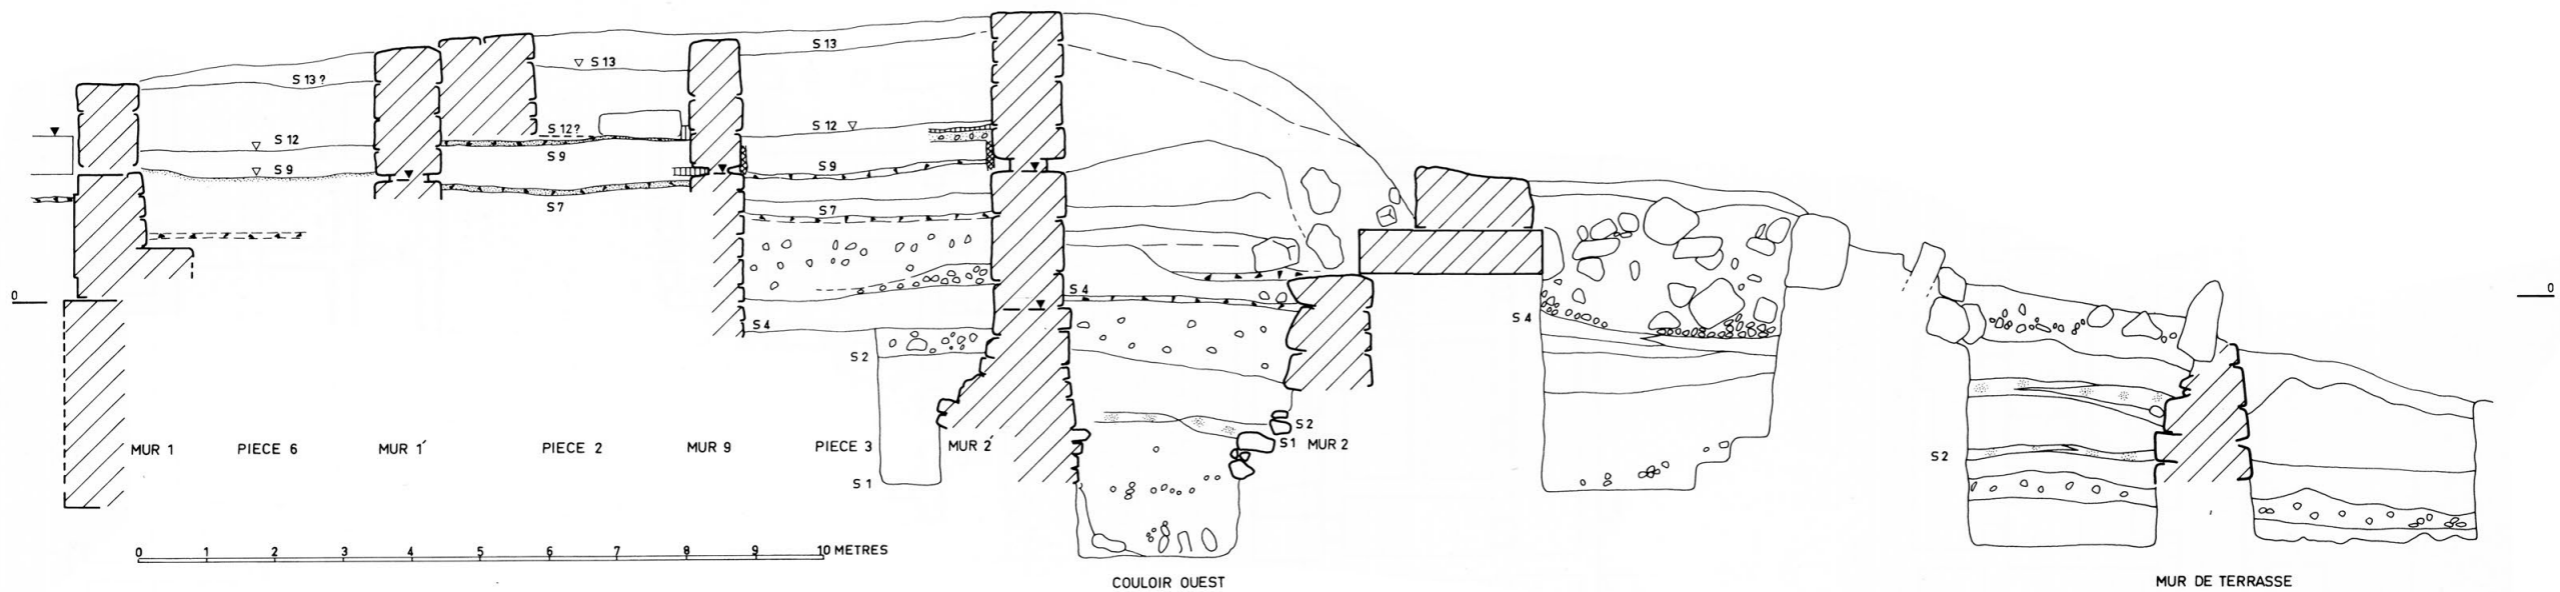 S 13
S 13
S 13 ?
S 12 ?
S 12
S 12
S 9
S 9
S 9
S 7
S 7
S 4
S 4
S 4
0
0
S 2
S 2
S 1
S 2
S 1
MUR 1
PIECE 6
MUR 1′
PIECE 2
MUR 9
PIECE 3
MUR 2′
MUR 2
0 1 2 3 4 5 6 7 8 9 10 METRES
COULOIR OUEST
MUR DE TERRASSE